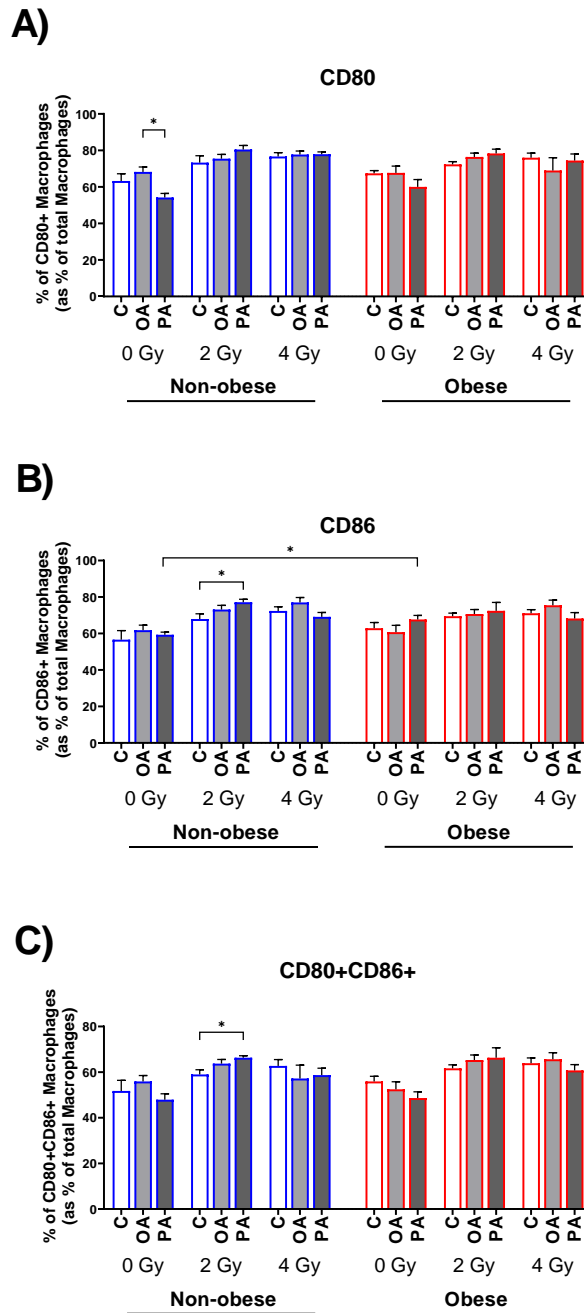 A)
CD80
% of CD80+ Macrophages
(as % of total Macrophages)
100
80
60
40
20
0
*
C OA PA C OA PA C OA PA C OA PA C OA PA C OA PA
0 Gy 2 Gy 4 Gy 0 Gy 2 Gy 4 Gy
Non-obese Obese
B)
CD86
% of CD86+ Macrophages
(as % of total Macrophages)
100
80
60
40
20
0
*
*
C OA PA C OA PA C OA PA C OA PA C OA PA C OA PA
0 Gy 2 Gy 4 Gy 0 Gy 2 Gy 4 Gy
Non-obese Obese
C)
CD80+CD86+
% of CD80+CD86+ Macrophages
(as % of total Macrophages)
80
60
40
20
0
*
C OA PA C OA PA C OA PA C OA PA C OA PA C OA PA
0 Gy 2 Gy 4 Gy 0 Gy 2 Gy 4 Gy
Non-obese Obese